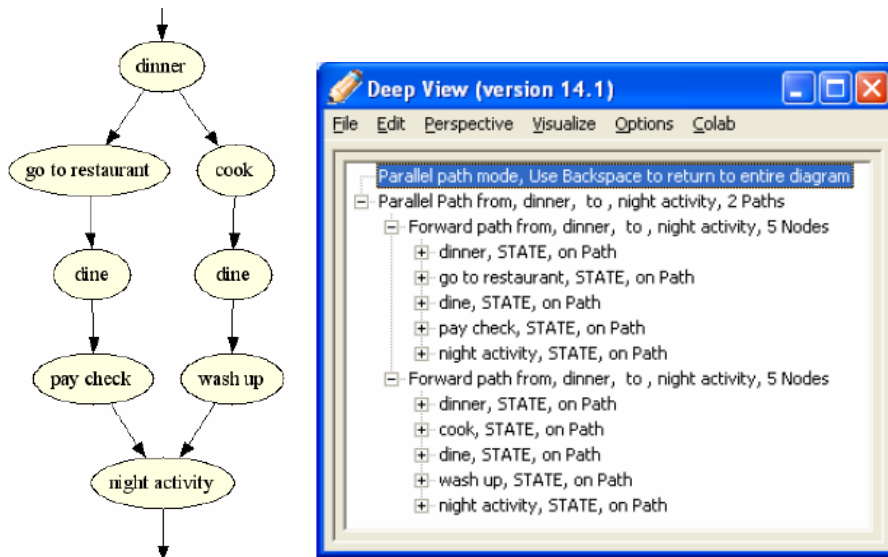 dinner
go to restaurant
cook
dine
dine
pay check
wash up
night activity
Deep View (version 14.1)
File Edit Perspective Visualize Options Colab
Parallel path mode, Use Backspace to return to entire diagram
Parallel Path from, dinner, to , night activity, 2 Paths
Forward path from, dinner, to , night activity, 5 Nodes
dinner, STATE, on Path
go to restaurant, STATE, on Path
dine, STATE, on Path
pay check, STATE, on Path
night activity, STATE, on Path
Forward path from, dinner, to , night activity, 5 Nodes
dinner, STATE, on Path
cook, STATE, on Path
dine, STATE, on Path
wash up, STATE, on Path
night activity, STATE, on Path